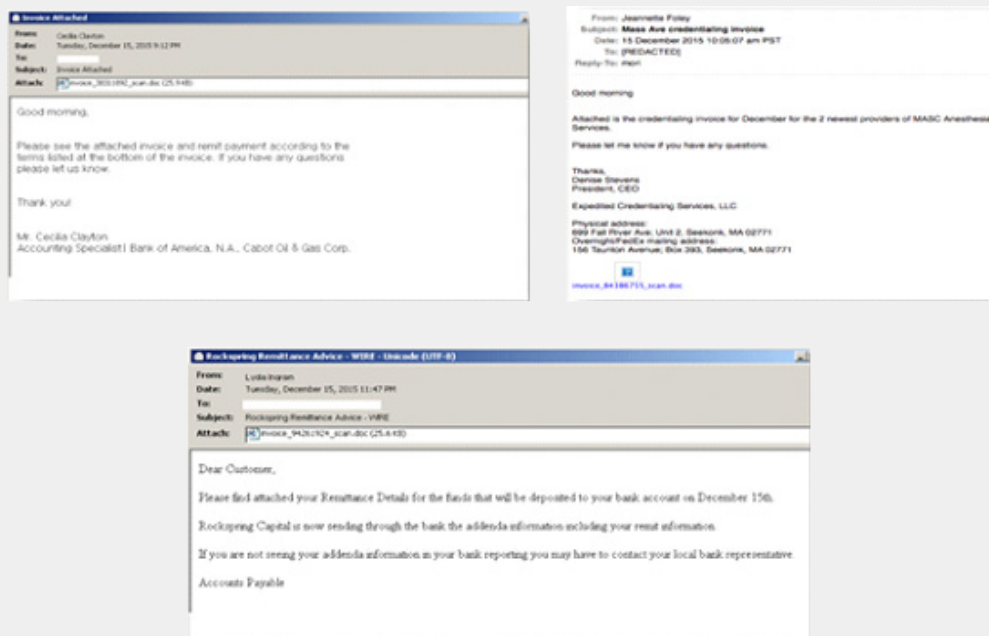 Invoice Attached
From: Cecilia Clayton
Date: Tuesday, December 15, 2015 9:12 PM
To:
Subject: Invoice Attached
Attach: scan.doc
Good morning,
Please see the attached invoice and remit payment according to the
terms listed at the bottom of the invoice. If you have any questions
please let us know.
Thank you!
Mr. Cecilia Clayton
Accounting Specialist| Bank of America, N.A., Cabot Oil & Gas Corp.
From: Jeannette Foley
Subject: Mass Ave credentialing invoice
Date: 15 December 2015 10:05:07 am PST
To: [REDACTED]
Reply-To: mori
Good morning
Attached is the credentialing invoice for December for the 2 newest providers of MASC Anesthesia
Services.
Please let me know if you have any questions.
Thanks,
Denise Stevens
President, CEO
Expedited Credentialing Services, LLC
Physical address:
699 Fall River Ave. Unit 2, Seekonk, MA 02771
Overnight/FedEx mailing address:
156 Taunton Avenue; Box 393, Seekonk, MA 02771
Rockspring Remittance Advice - WIRE - Unicode (UTF-8)
From: Lydia Ingram
Date: Tuesday, December 15, 2015 11:47 PM
To:
Subject: Rockspring Remittance Advice - WIRE
Attach: invoice_94261924_scan.doc (25.6 KB)
Dear Customer,
Please find attached your Remittance Details for the funds that will be deposited to your bank account on December 15th.
Rockspring Capital is now sending through the bank the addenda information including your remit information.
If you are not seeing your addenda information in your bank reporting you may have to contact your local bank representative.
Accounts Payable